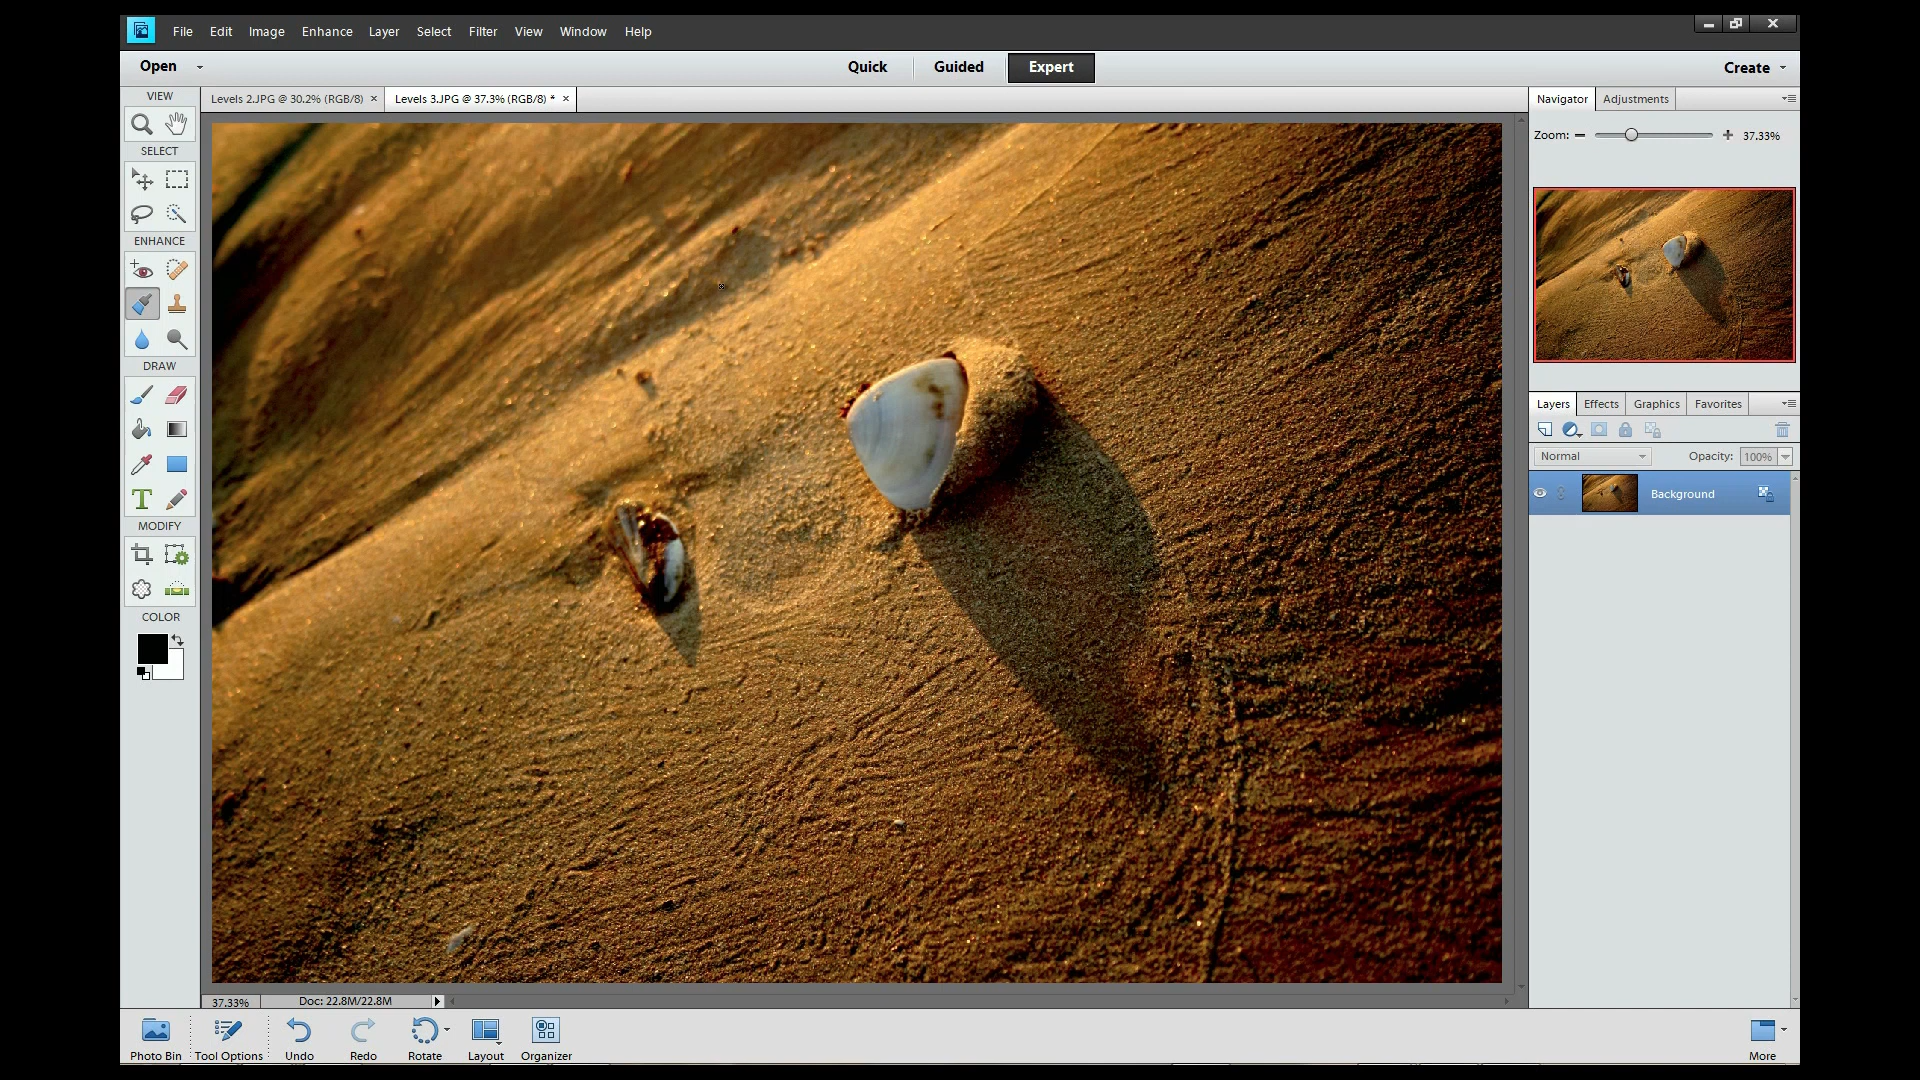 File Edit Image Enhance Layer Select Filter View Window Help
Open Quick Guided Expert Create
VIEW
Levels 2.JPG @ 30.2% (RGB/8) × Levels 3.JPG @ 37.3% (RGB/8) * ×
Navigator Adjustments
Zoom: 37.33%
SELECT
ENHANCE
DRAW
T
MODIFY
COLOR
Layers Effects Graphics Favorites
Normal Opacity: 100%
Background
37.33% Doc: 22.8M/22.8M
Photo Bin Tool Options Undo Redo Rotate Layout Organizer More